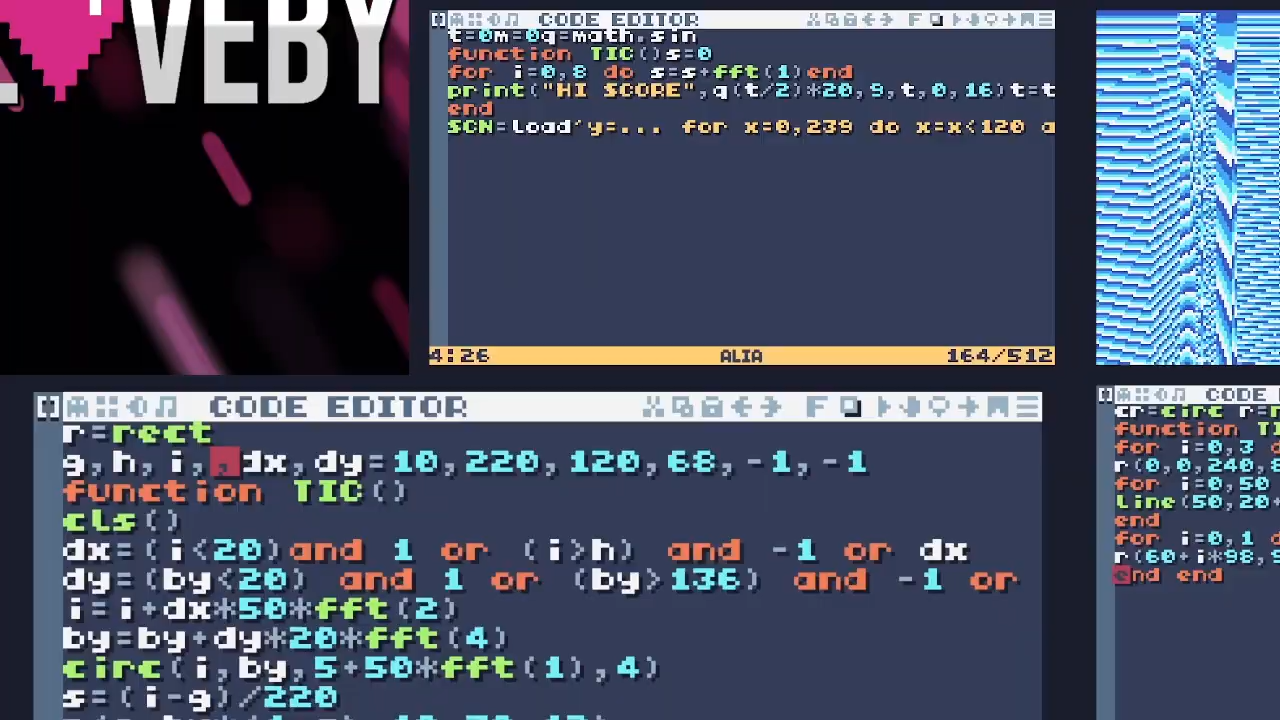 VEBY
CODE EDITOR
t=0m=0q=math.sin
function TIC()s=0
for i=0,8 do s=s+fft(1)end
print("HI SCORE",q(t/2)*20,9,t,0,16)t=t
end
SCN=load'y=... for x=0,239 do x=x-120 a
4:26 ALIA 164/512
CODE EDITOR
r=rect
g,h,i,,dx,dy=10,220,120,68,-1,-1
function TIC()
cls()
dx=(i<20)and 1 or (i>h) and -1 or dx
dy=(by<20) and 1 or (by>136) and -1 or
i=i+dx*50*fft(2)
by=by+dy*20*fft(4)
circ(i,by,5+50*fft(1),4)
s=(i-g)/220
CODE E
cr=circ r=r
function TI
for i=0,3
r(0,0,240,8
for i=0,50
line(50,20+
end
for i=0,1 d
r(60+i*98,9
end end